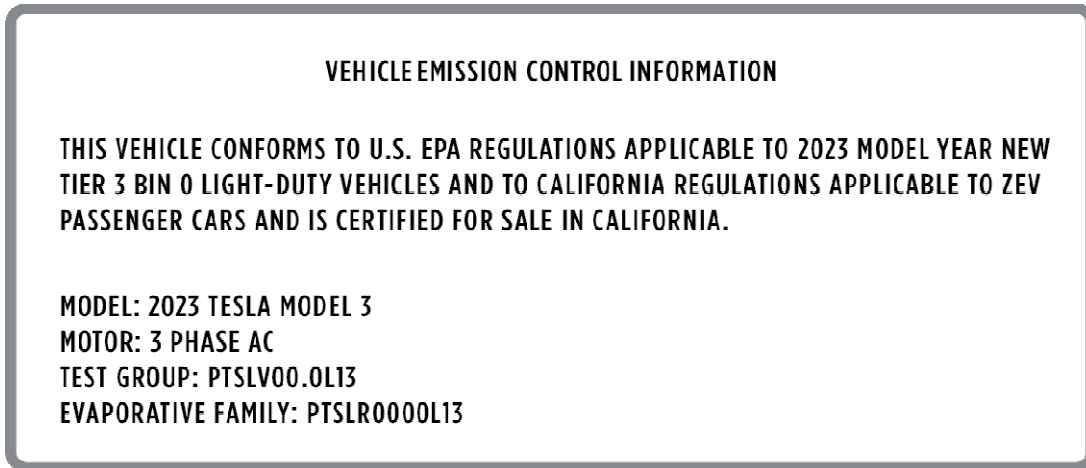 VEHICLE EMISSION CONTROL INFORMATION
THIS VEHICLE CONFORMS TO U.S. EPA REGULATIONS APPLICABLE TO 2023 MODEL YEAR NEW
TIER 3 BIN 0 LIGHT-DUTY VEHICLES AND TO CALIFORNIA REGULATIONS APPLICABLE TO ZEV
PASSENGER CARS AND IS CERTIFIED FOR SALE IN CALIFORNIA.
MODEL: 2023 TESLA MODEL 3
MOTOR: 3 PHASE AC
TEST GROUP: PTSLV00.0L13
EVAPORATIVE FAMILY: PTSLR0000L13